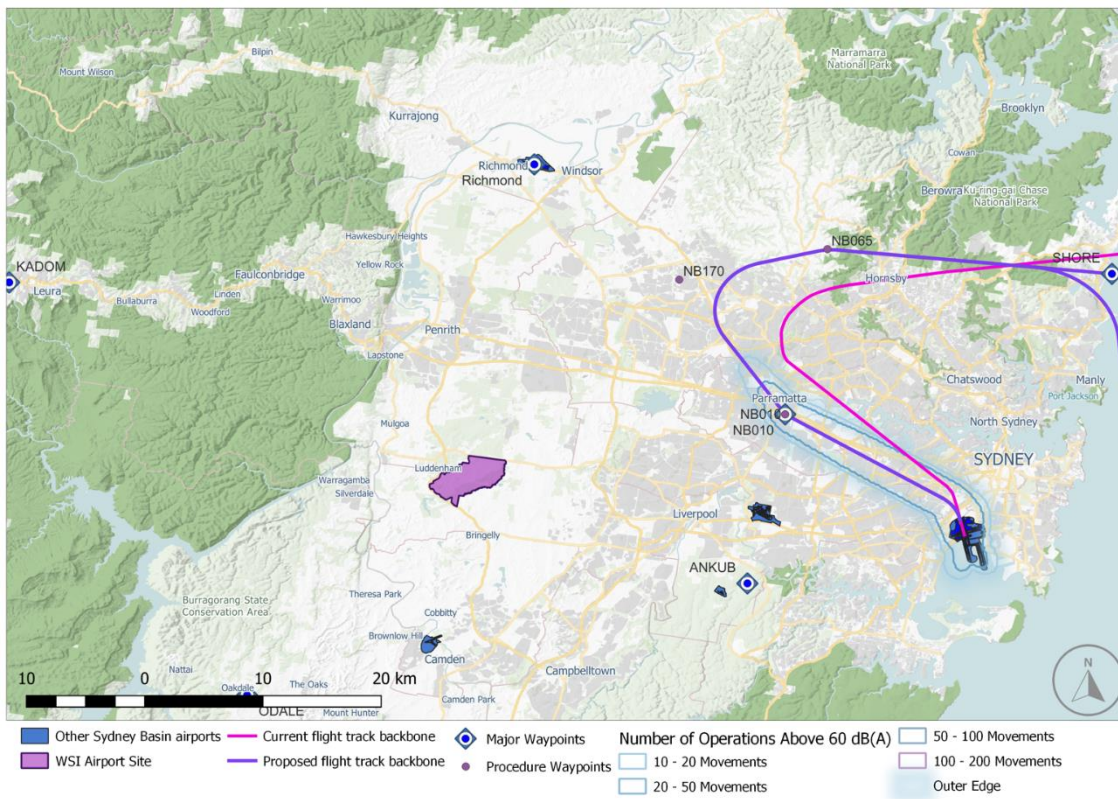 Marramarra
National Park
Bilpin
Mount Wilson
Brooklyn
Kurrajong
Cowan
Richmond
Windsor
Richmond
Berowra
Ku-ring-gai Chase
National Park
Hawkesbury Heights
NB065
KADOM
Yellow Rock
SHORE
Faulconbridge
NB170
Hornsby
Leura
Linden
Warrimoo
Bullaburra
Woodford
Blaxland
Penrith
Lapstone
Chatswood
Manly
Parramatta
Port Jackson
NB010
North Sydney
Mulgoa
NB010
SYDNEY
Luddenham
Warragamba
Silverdale
Liverpool
Bringelly
ANKUB
Burragorang State
Conservation Area
Theresa Park
Cobbitty
Brownlow Hill
Camden
Campbelltown
Nattai
N
10 0 10 20 km
Oakdale
The Oaks
Camden Park
ODALE
Mount Hunter
Other Sydney Basin airports
Current flight track backbone
Major Waypoints
Number of Operations Above 60 dB(A)
50 - 100 Movements
WSI Airport Site
Proposed flight track backbone
Procedure Waypoints
10 - 20 Movements
100 - 200 Movements
20 - 50 Movements
Outer Edge